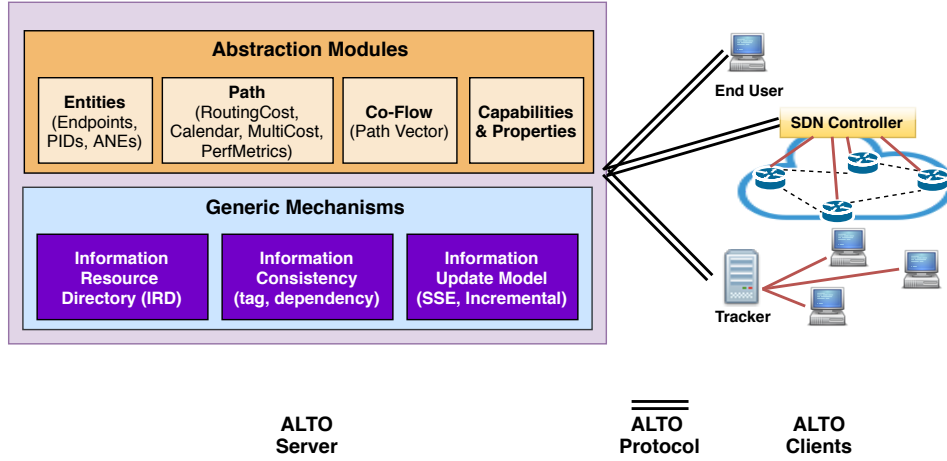 Abstraction Modules
Entities
(Endpoints,
PIDs, ANEs)
Path
(RoutingCost,
Calendar, MultiCost,
PerfMetrics)
Co-Flow
(Path Vector)
Capabilities
& Properties
Generic Mechanisms
Information
Resource
Directory (IRD)
Information
Consistency
(tag, dependency)
Information
Update Model
(SSE, Incremental)
End User
SDN Controller
Tracker
ALTO
Server
ALTO
Protocol
ALTO
Clients